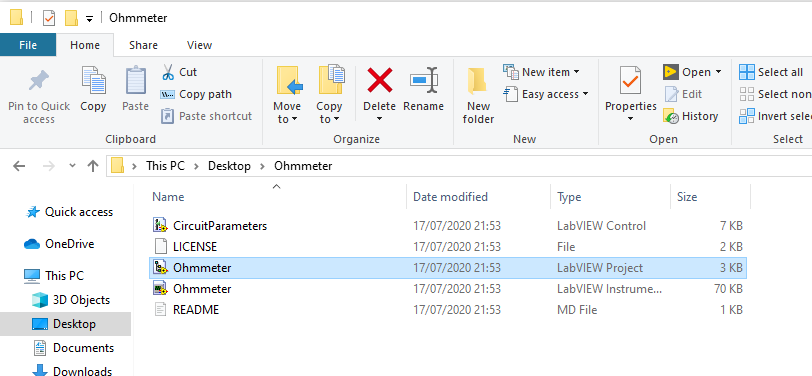 Ohmmeter
File Home Share View
Pin to Quick access
Copy
Paste
Cut
Copy path
Paste shortcut
Clipboard
Move to
Copy to
Delete
Rename
Organize
New folder
New item
Easy access
New
Properties
Open
Edit
History
Open
Select all
Select non
Invert selec
Select
This PC Desktop Ohmmeter
Name Date modified Type Size
Quick access
OneDrive
This PC
3D Objects
Desktop
Documents
Downloads
CircuitParameters 17/07/2020 21:53 LabVIEW Control 7 KB
LICENSE 17/07/2020 21:53 File 2 KB
Ohmmeter 17/07/2020 21:53 LabVIEW Project 3 KB
Ohmmeter 17/07/2020 21:53 LabVIEW Instrume... 70 KB
README 17/07/2020 21:53 MD File 1 KB